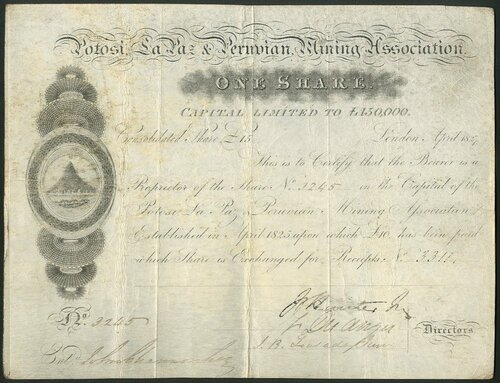 Potosi, La Paz & Peruvian Mining Association.
ONE SHARE.
CAPITAL LIMITED TO £450,000.
Consolidated Share £15. London April 1827
This is to Certify that the Bearer is a
Proprietor of the Share No. 3245 in the Capital of the
Potosi La Paz & Peruvian Mining Association
Established in April 1825 upon which £10 has been paid
which Share is Exchanged for Receipts No. 3311
No. 3245
Directors
Ent.